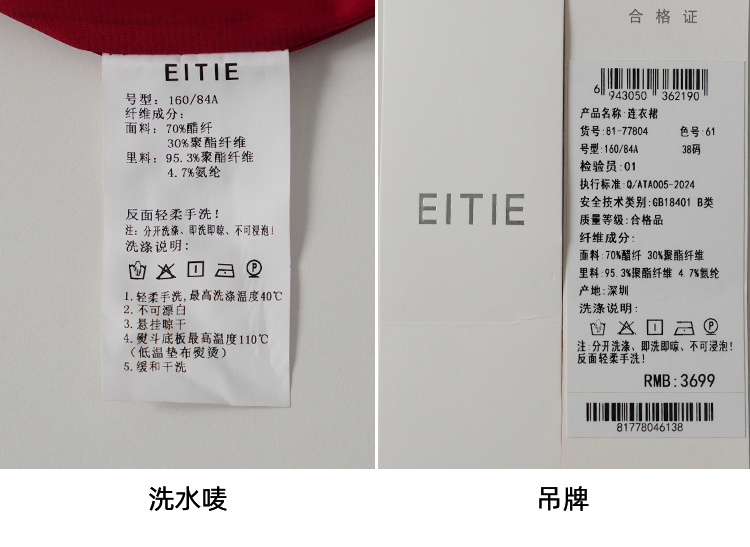 EITIE
号型：160/84A
纤维成分：
面料：70%醋纤
30%聚酯纤维
里料：95.3%聚酯纤维
4.7%氨纶
反面轻柔手洗！
注：分开洗涤、即洗即晾、不可浸泡！
洗涤说明：
P
1.轻柔手洗,最高洗涤温度40℃
2.不可漂白
3.悬挂晾干
4.熨斗底板最高温度110℃
（低温垫布熨烫）
5.缓和干洗
洗水唛
EITIE
合格证
6 943050 362190
产品名称：连衣裙
货号：81-77804 色号：61
号型：160/84A 38码
检验员：01
执行标准：Q/ATA005-2024
安全技术类别：GB18401 B类
质量等级：合格品
纤维成分：
面料：70%醋纤 30%聚酯纤维
里料：95.3%聚酯纤维 4.7%氨纶
产地：深圳
洗涤说明：
P
注：分开洗涤、即洗即晾、不可浸泡！
反面轻柔手洗！
RMB：3699
81778046138
吊牌